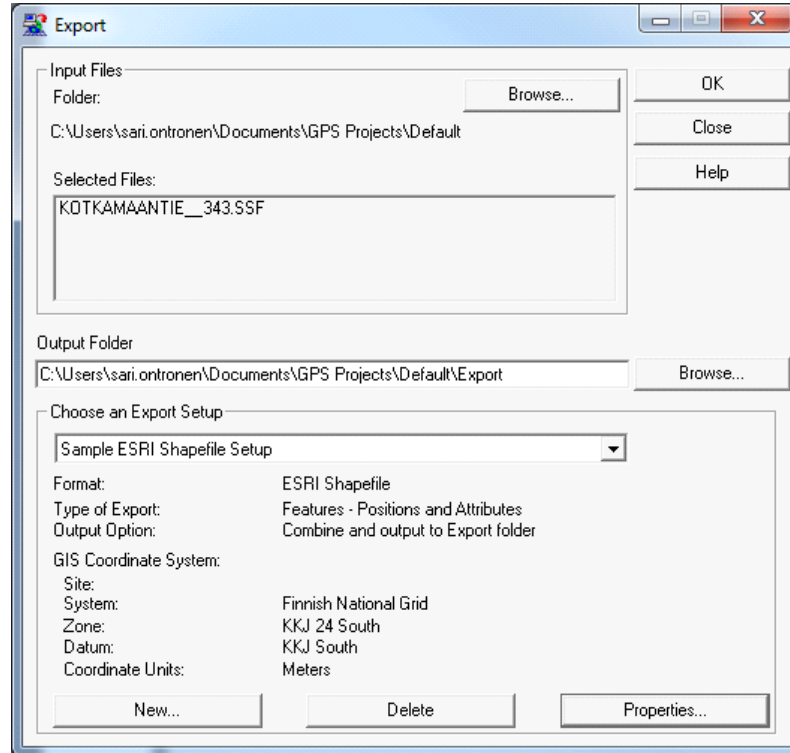 Export
Input Files
Folder:
Browse...
C:\Users\sari.ontronen\Documents\GPS Projects\Default
Selected Files:
KOTKAMAANTIE__343.SSF
OK
Close
Help
Output Folder
C:\Users\sari.ontronen\Documents\GPS Projects\Default\Export
Browse...
Choose an Export Setup
Sample ESRI Shapefile Setup
Format: ESRI Shapefile
Type of Export: Features - Positions and Attributes
Output Option: Combine and output to Export folder
GIS Coordinate System:
Site:
System: Finnish National Grid
Zone: KKJ 24 South
Datum: KKJ South
Coordinate Units: Meters
New...
Delete
Properties...